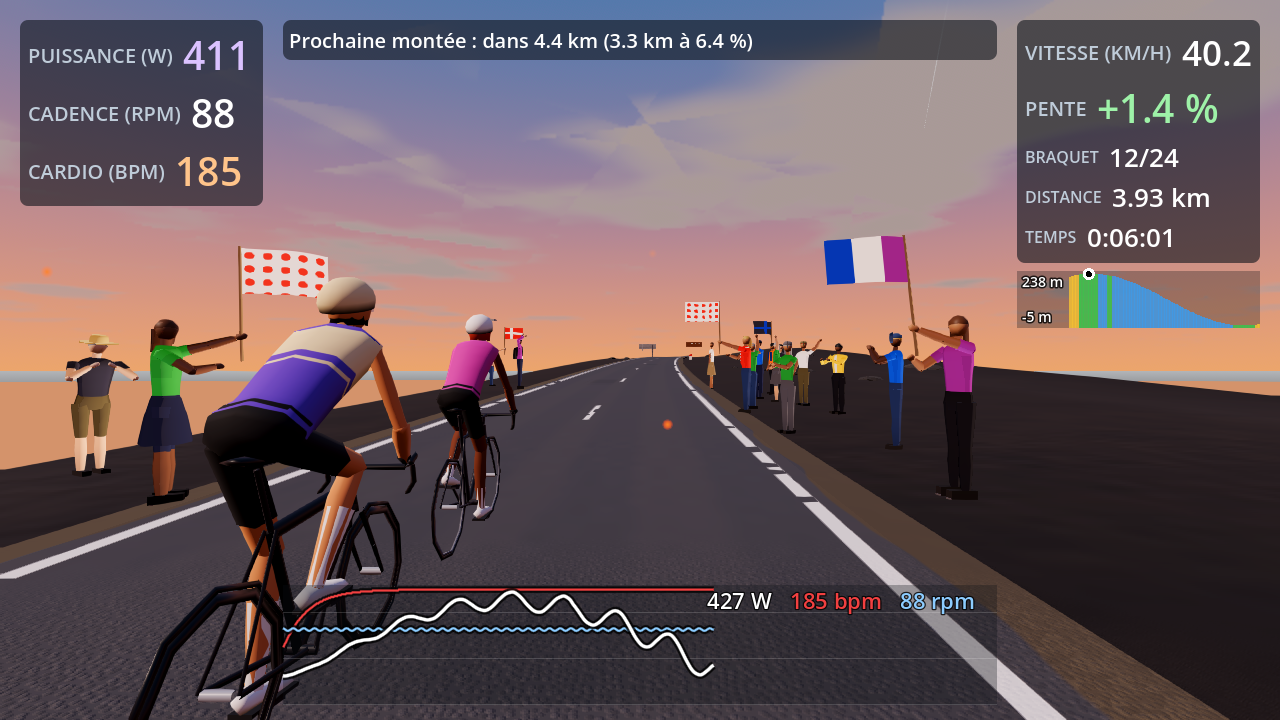 PUISSANCE (W) 411
CADENCE (RPM) 88
CARDIO (BPM) 185
Prochaine montée : dans 4.4 km (3.3 km à 6.4 %)
VITESSE (KM/H) 40.2
PENTE +1.4 %
BRAQUET 12/24
DISTANCE 3.93 km
TEMPS 0:06:01
238 m
-5 m
427 W 185 bpm 88 rpm